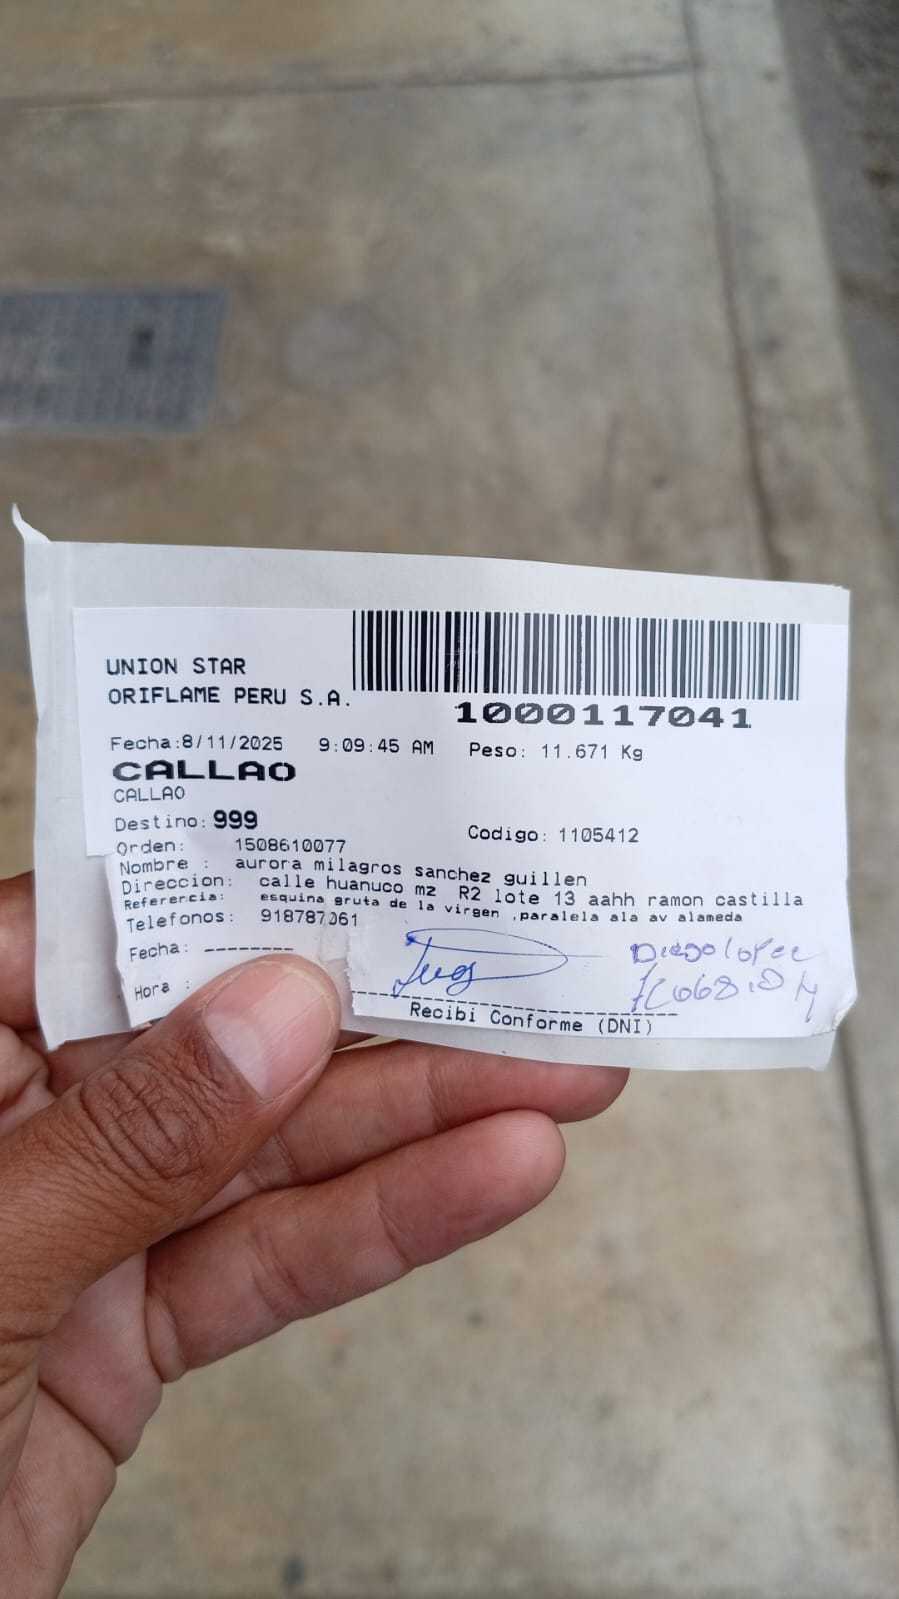 UNION STAR
ORIFLAME PERU S.A.
1000117041
Fecha:8/11/2025 9:09:45 AM Peso: 11.671 Kg
CALLAO
CALLAO
Destino: 999
Codigo: 1105412
Orden: 1508610077
Nombre : aurora milagros sanchez guillen
Direccion: calle huanuco mz R2 lote 13 aahh ramon castilla
Referercia: esquina gruta de la virgen ,paralela ala av alameda
Telefonos: 918787061
Fecha: --------
Hora :
Diego
Recibi Conforme (DNI)